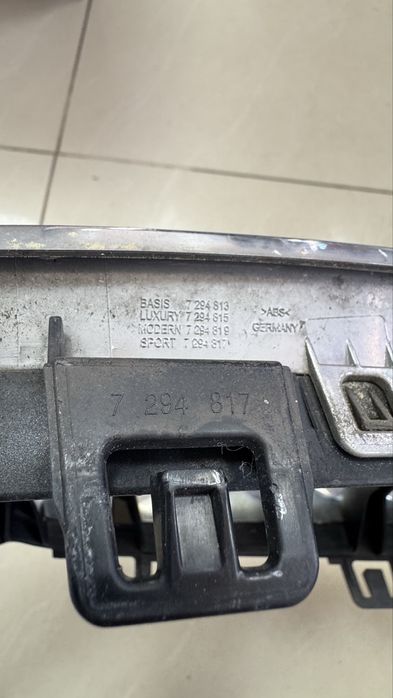 BASIS 7 294 813
LUXURY 7 294 815
MODERN 7 294 819
SPORT 7 294 817
>ABS<
GERMANY
7 294 817